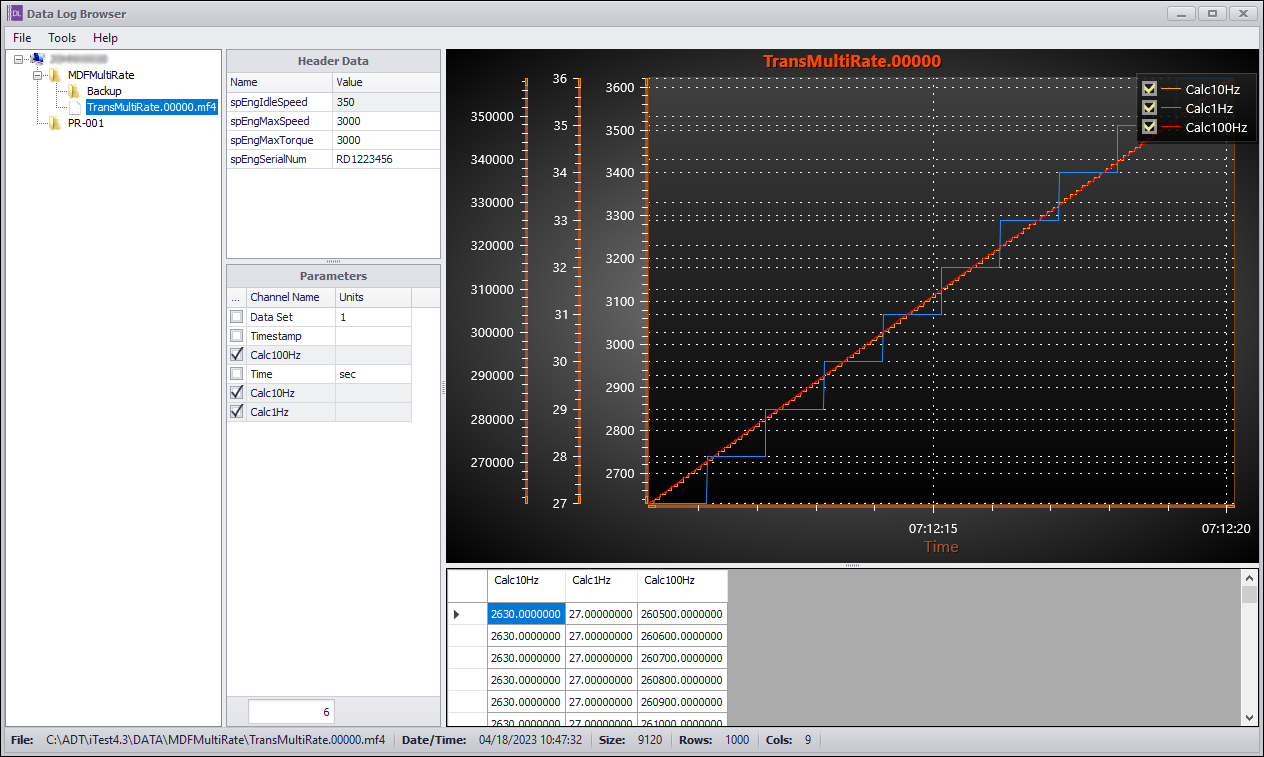 DL Data Log Browser
File Tools Help
MDFMultiRate
Backup
TransMultiRate.00000.mf4
PR-001
Header Data
Name Value
spEngIdleSpeed 350
spEngMaxSpeed 3000
spEngMaxTorque 3000
spEngSerialNum RD1223456
Parameters
... Channel Name Units
Data Set 1
Timestamp
Calc100Hz
Time sec
Calc10Hz
Calc1Hz
6
TransMultiRate.00000
350000
340000
330000
320000
310000
300000
290000
280000
270000
36
35
34
33
32
31
30
29
28
27
3600
3500
3400
3300
3200
3100
3000
2900
2800
2700
Calc10Hz
Calc1Hz
Calc100Hz
07:12:15 07:12:20
Time
Calc10Hz Calc1Hz Calc100Hz
2630.0000000 27.00000000 260500.0000000
2630.0000000 27.00000000 260600.0000000
2630.0000000 27.00000000 260700.0000000
2630.0000000 27.00000000 260800.0000000
2630.0000000 27.00000000 260900.0000000
2630.0000000 27.00000000 261000.0000000
File: C:\ADT\iTest4.3\DATA\MDFMultiRate\TransMultiRate.00000.mf4 Date/Time: 04/18/2023 10:47:32 Size: 9120 Rows: 1000 Cols: 9